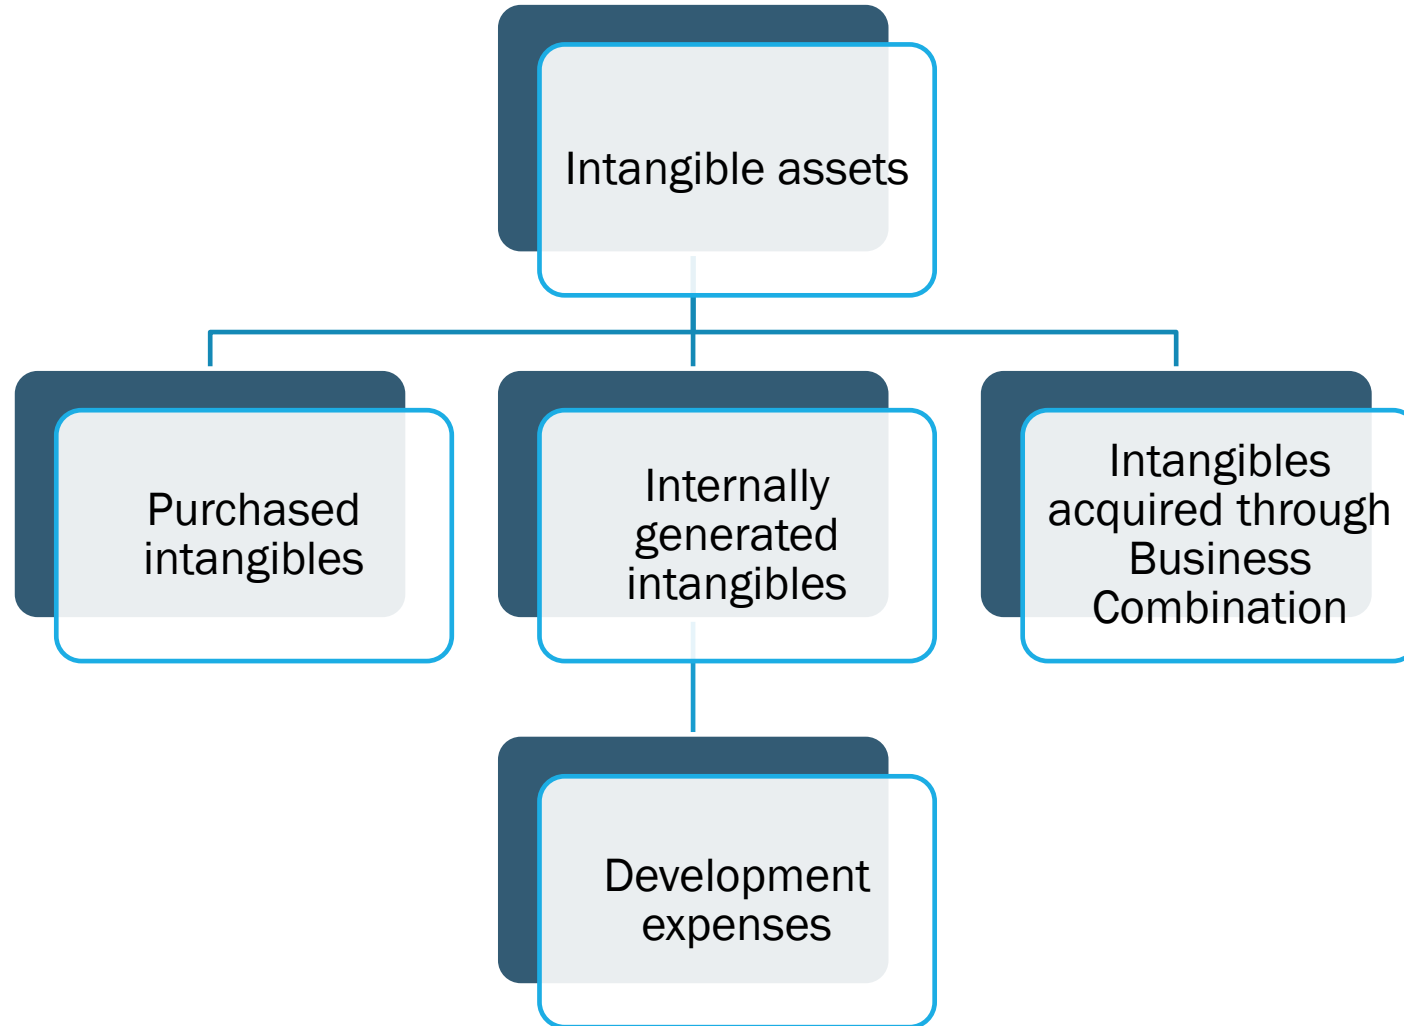 Intangible assets
Purchased
intangibles
Internally
generated
intangibles
Intangibles
acquired through
Business
Combination
Development
expenses